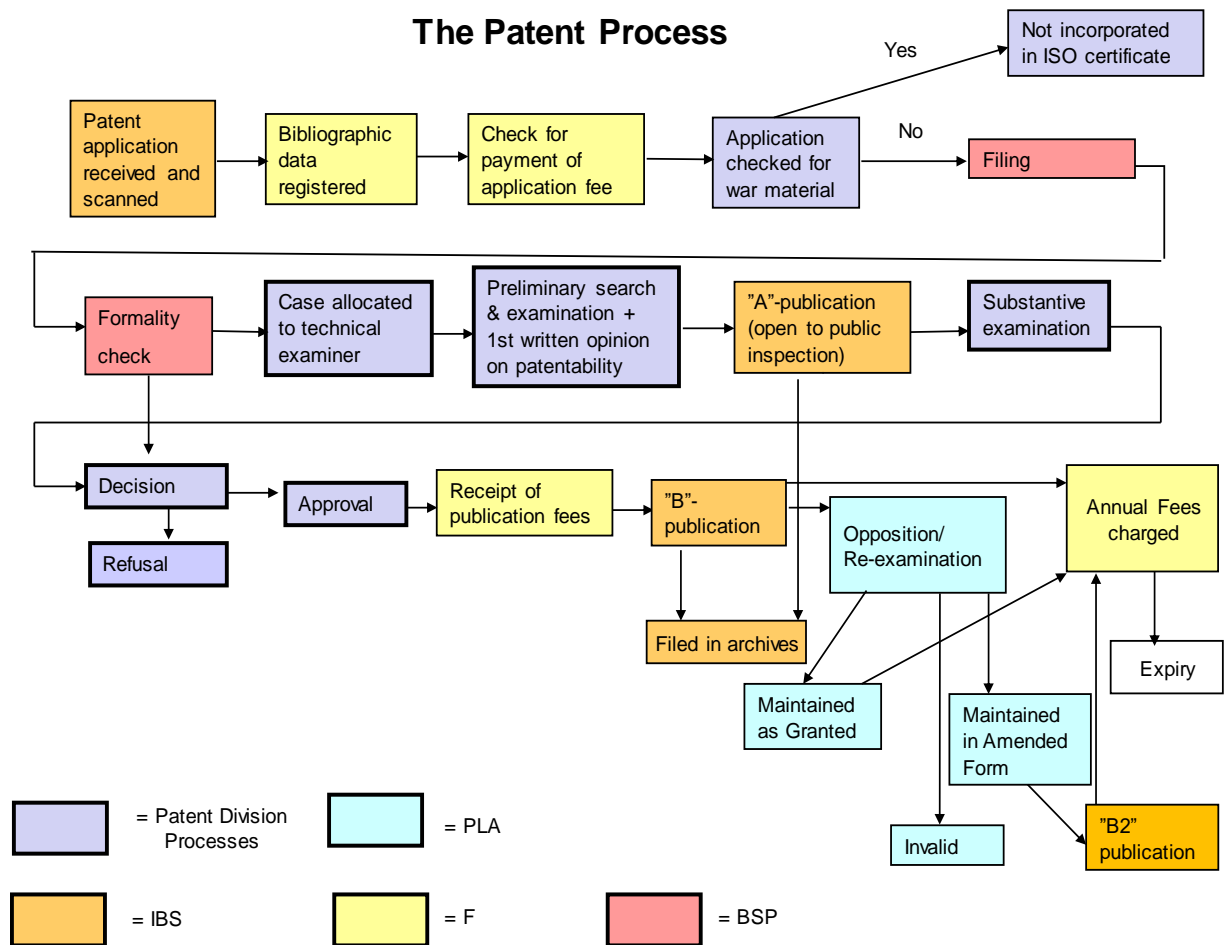 The Patent Process
Yes
Not incorporated
in ISO certificate
Patent
application
received and
scanned
Bibliographic
data
registered
Check for
payment of
application fee
Application
checked for
war material
No
Filing
Formality
check
Case allocated
to technical
examiner
Preliminary search
& examination +
1st written opinion
on patentability
”A”-publication
(open to public
inspection)
Substantive
examination
Decision
Refusal
Approval
Receipt of
publication fees
”B”-
publication
Opposition/
Re-examination
Annual Fees
charged
Filed in archives
Expiry
Maintained
as Granted
Maintained
in Amended
Form
Invalid
”B2”
publication
= Patent Division
Processes
= PLA
= IBS
= F
= BSP